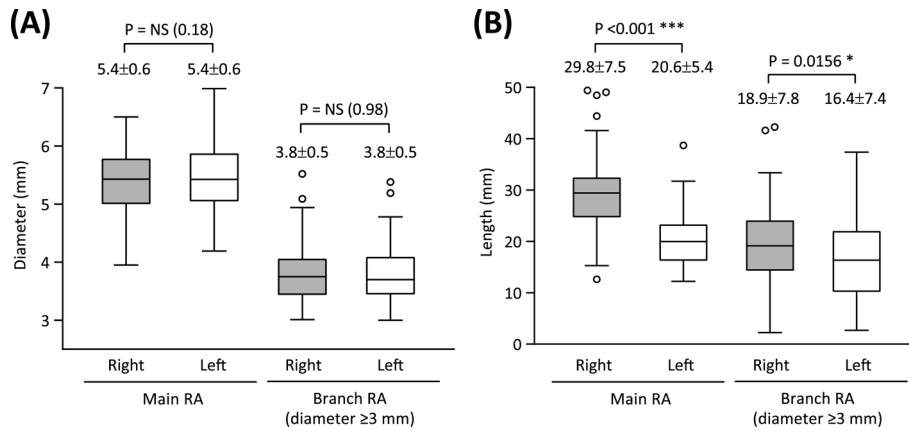 (A)
P = NS (0.18)
5.4±0.6 5.4±0.6
P = NS (0.98)
3.8±0.5 3.8±0.5
Diameter (mm)
7
6
5
4
3
Right Left Right Left
Main RA Branch RA
(diameter ≥3 mm)
(B)
P <0.001 ***
29.8±7.5 20.6±5.4
P = 0.0156 *
18.9±7.8 16.4±7.4
Length (mm)
50
40
30
20
10
0
Right Left Right Left
Main RA Branch RA
(diameter ≥3 mm)